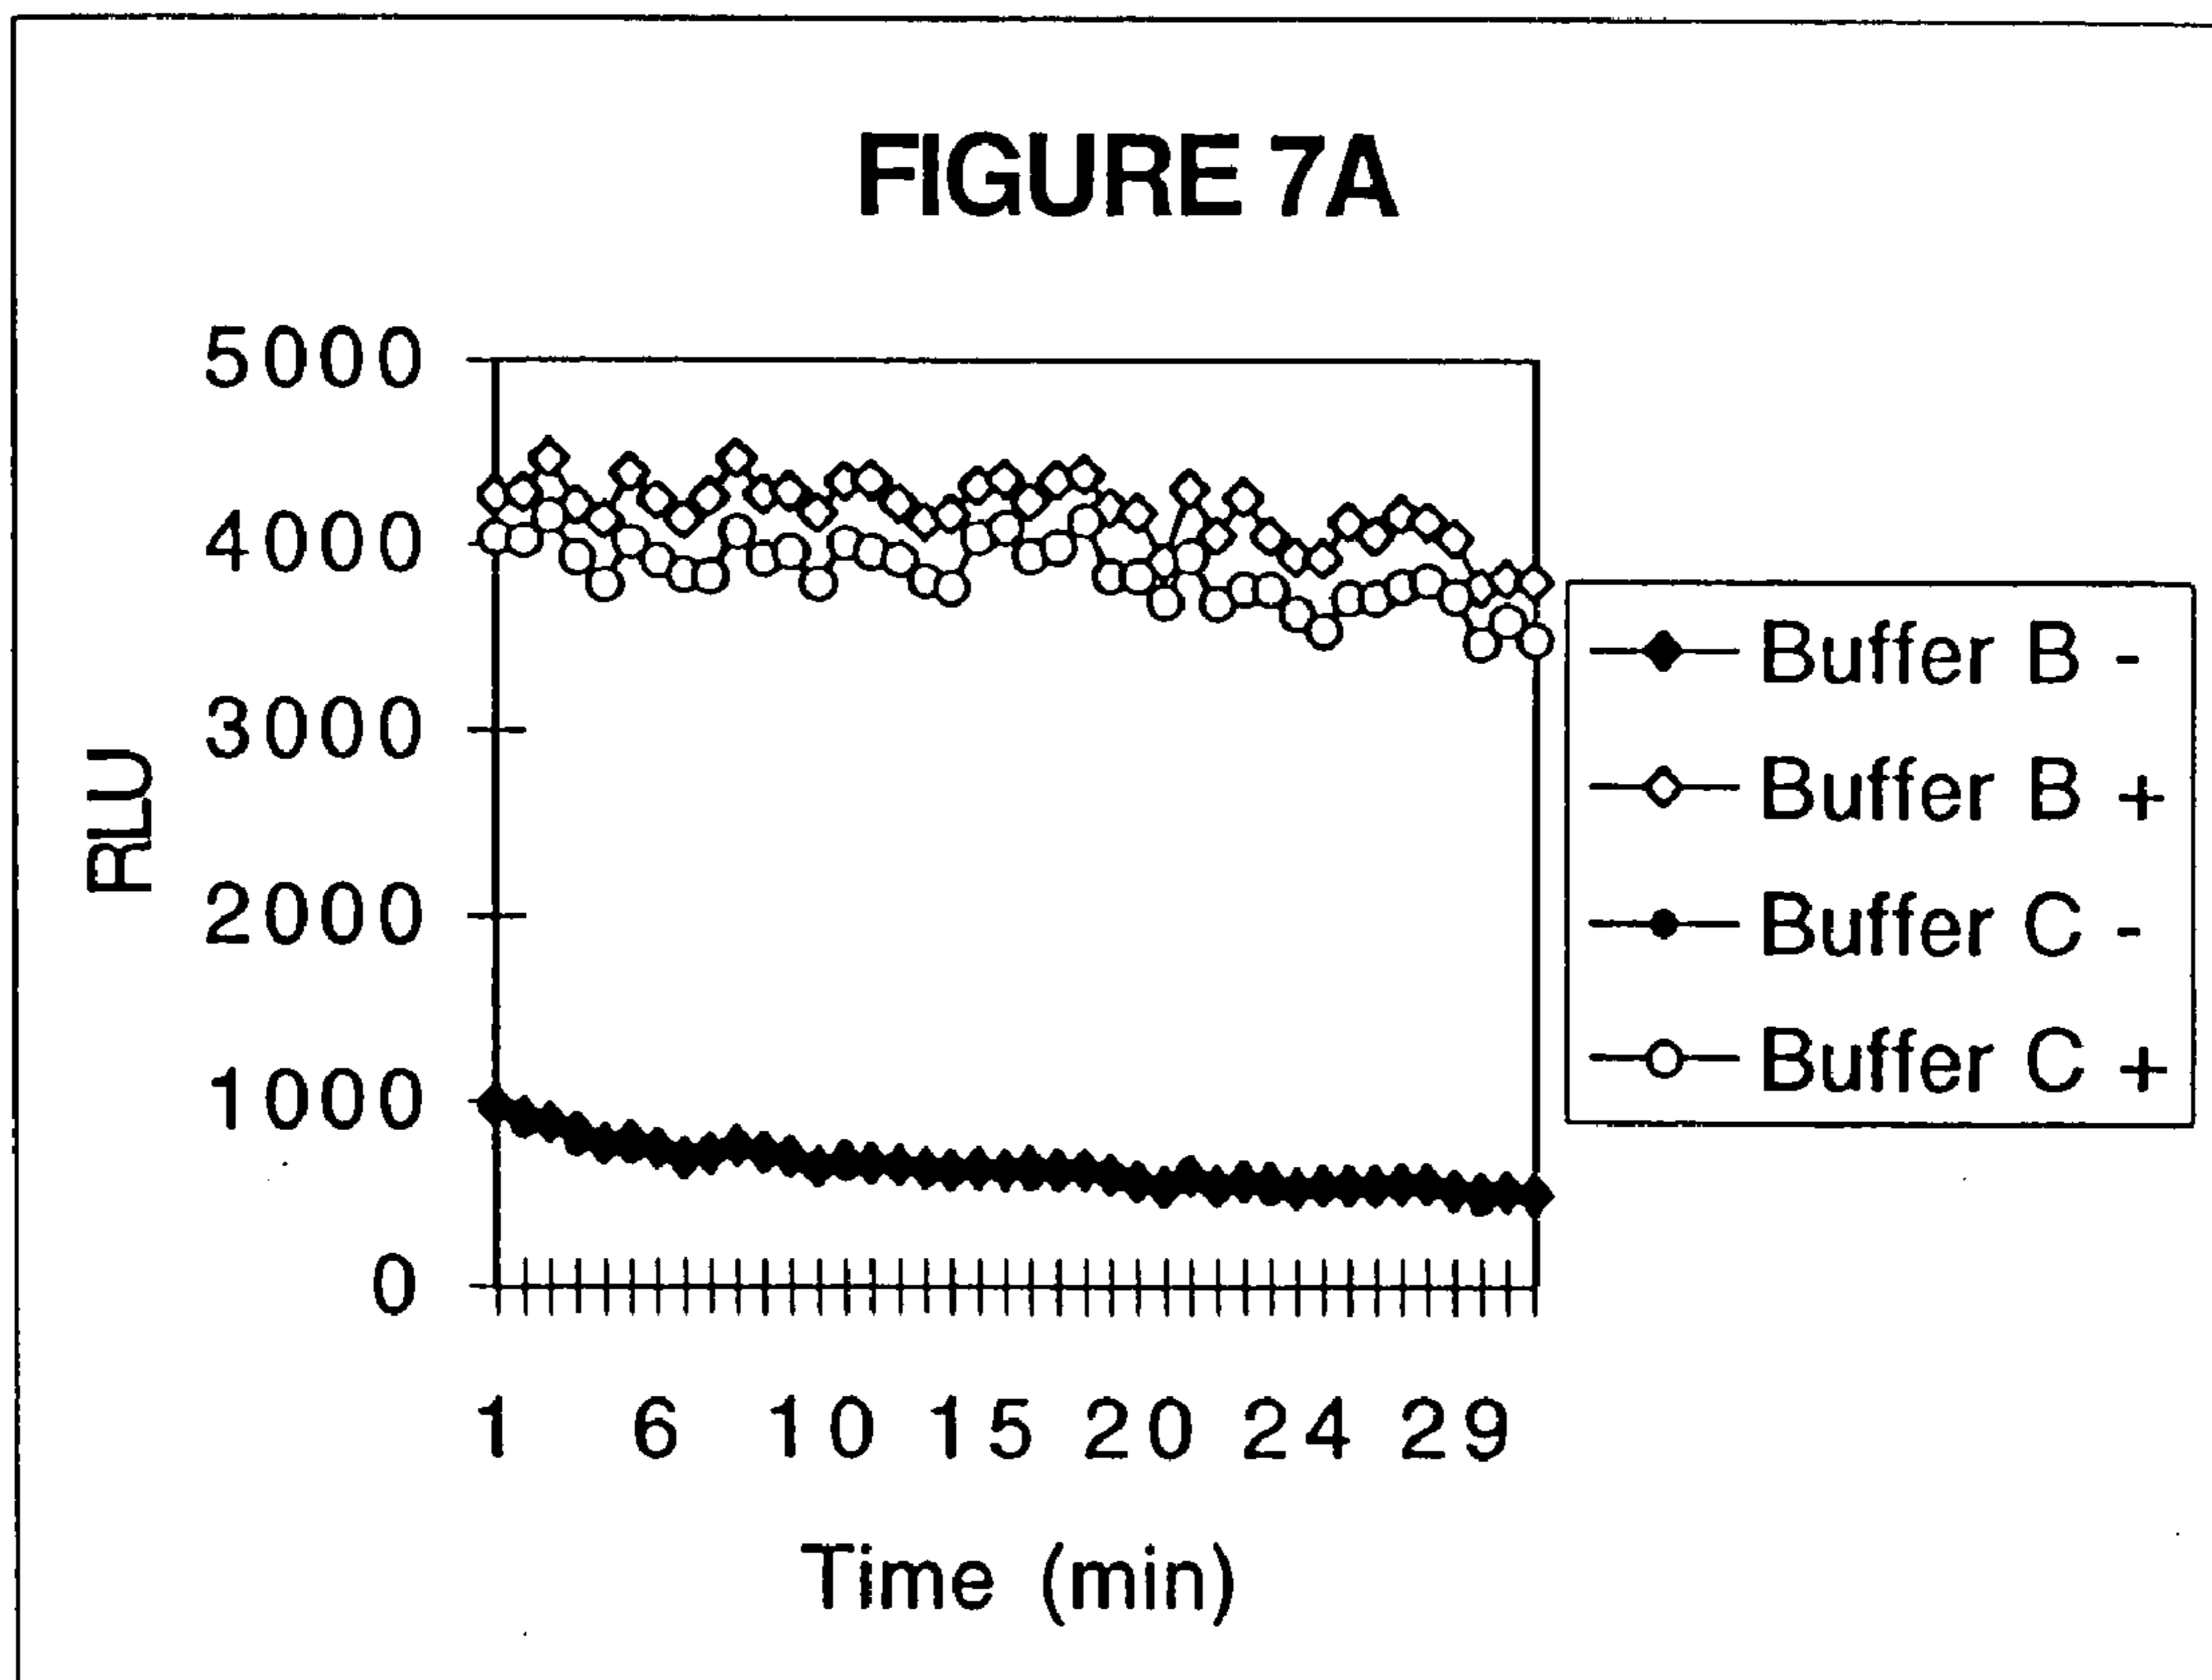 FIGURE 7A
5000
4000
3000
2000
1000
0
RLU
1 6 10 15 20 24 29
Time (min)
Buffer B -
Buffer B +
Buffer C -
Buffer C +